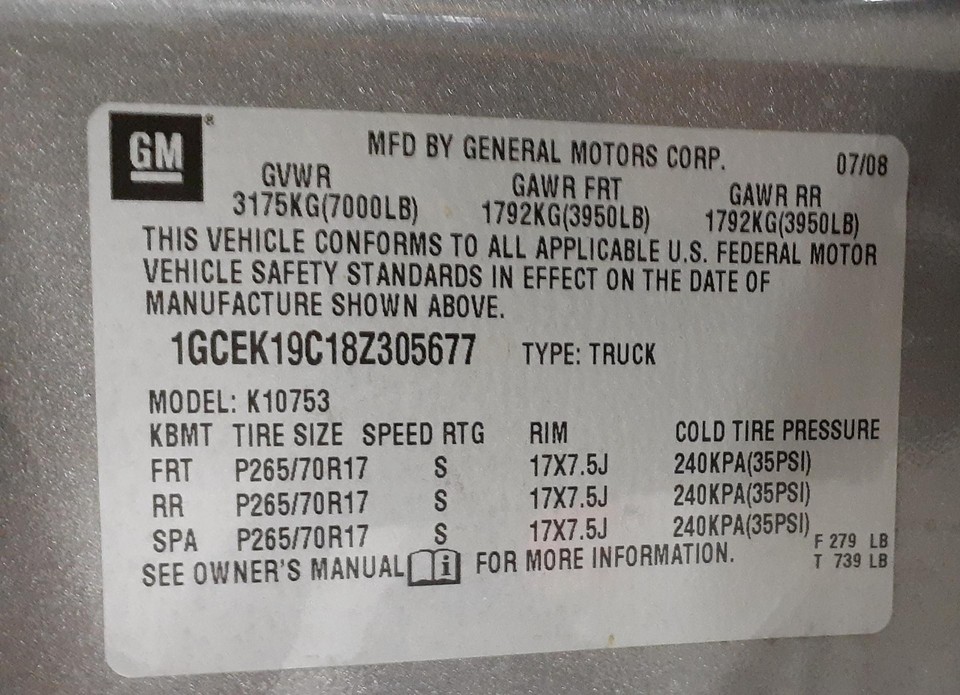 GM®
MFD BY GENERAL MOTORS CORP. 07/08
GVWR GAWR FRT GAWR RR
3175KG(7000LB) 1792KG(3950LB) 1792KG(3950LB)
THIS VEHICLE CONFORMS TO ALL APPLICABLE U.S. FEDERAL MOTOR
VEHICLE SAFETY STANDARDS IN EFFECT ON THE DATE OF
MANUFACTURE SHOWN ABOVE.
1GCEK19C18Z305677 TYPE: TRUCK
MODEL: K10753
KBMT TIRE SIZE SPEED RTG RIM COLD TIRE PRESSURE
FRT P265/70R17 S 17X7.5J 240KPA(35PSI)
RR P265/70R17 S 17X7.5J 240KPA(35PSI)
SPA P265/70R17 S 17X7.5J 240KPA(35PSI)
F 279 LB
T 739 LB
SEE OWNER'S MANUAL i FOR MORE INFORMATION.